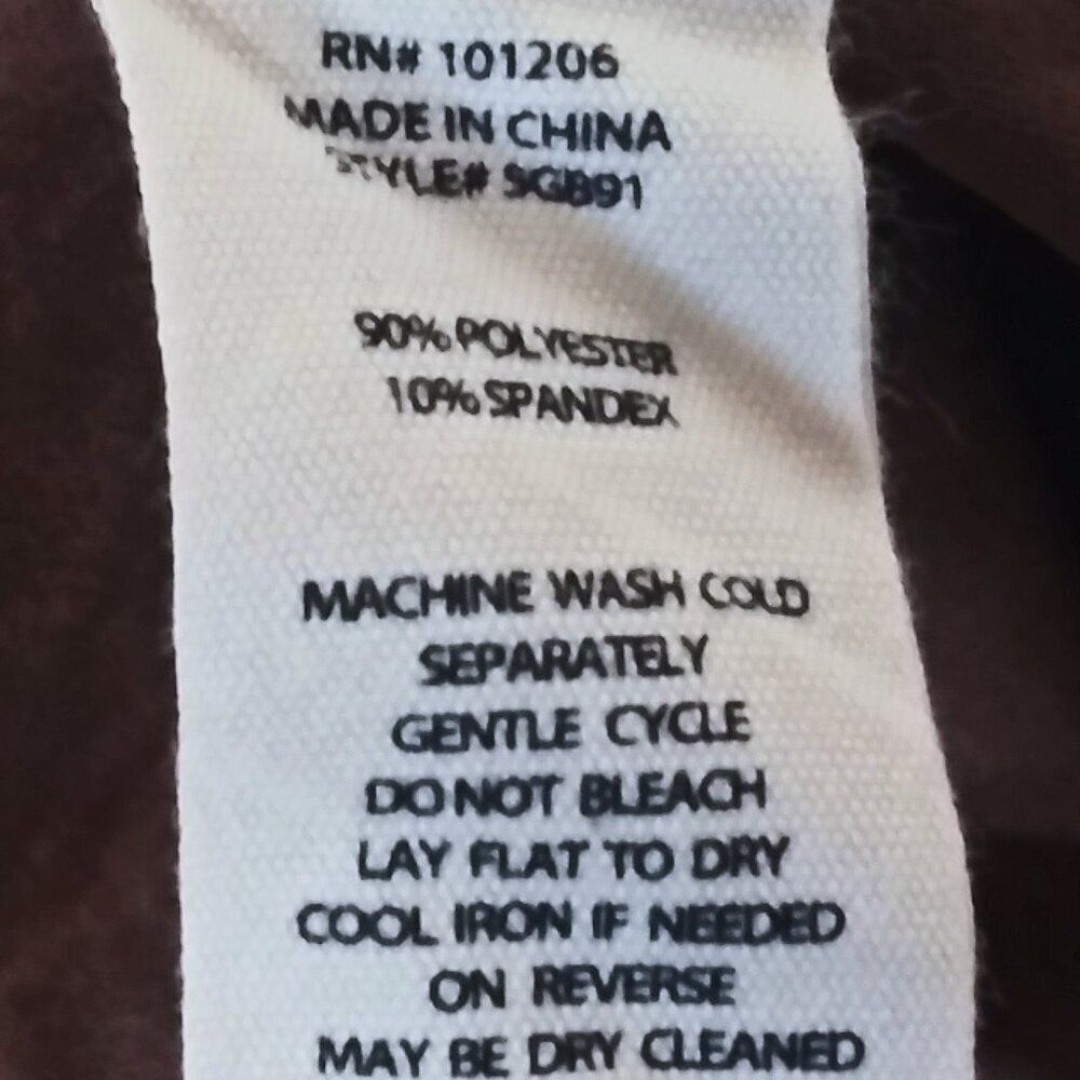 RN# 101206
MADE IN CHINA
STYLE# SGB91
90% POLYESTER
10% SPANDEX
MACHINE WASH COLD
SEPARATELY
GENTLE CYCLE
DO NOT BLEACH
LAY FLAT TO DRY
COOL IRON IF NEEDED
ON REVERSE
MAY BE DRY CLEANED